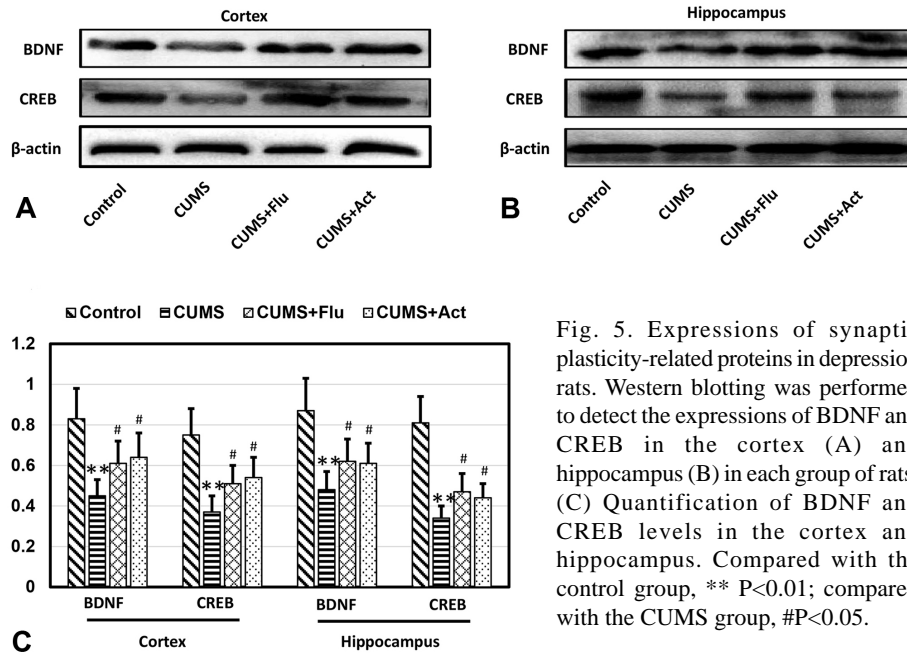 Cortex
BDNF
CREB
β-actin
Control CUMS CUMS+Flu CUMS+Act
A
Hippocampus
BDNF
CREB
β-actin
Control CUMS CUMS+Flu CUMS+Act
B
Control CUMS CUMS+Flu CUMS+Act
1.2
1
0.8
0.6
0.4
0.2
0
** # # ** # # ** # # ** # #
BDNF CREB BDNF CREB
Cortex Hippocampus
C
Fig. 5. Expressions of synapti
plasticity-related proteins in depressio
rats. Western blotting was performe
to detect the expressions of BDNF an
CREB in the cortex (A) an
hippocampus (B) in each group of rats
(C) Quantification of BDNF an
CREB levels in the cortex an
hippocampus. Compared with th
control group, ** P<0.01; compare
with the CUMS group, #P<0.05.